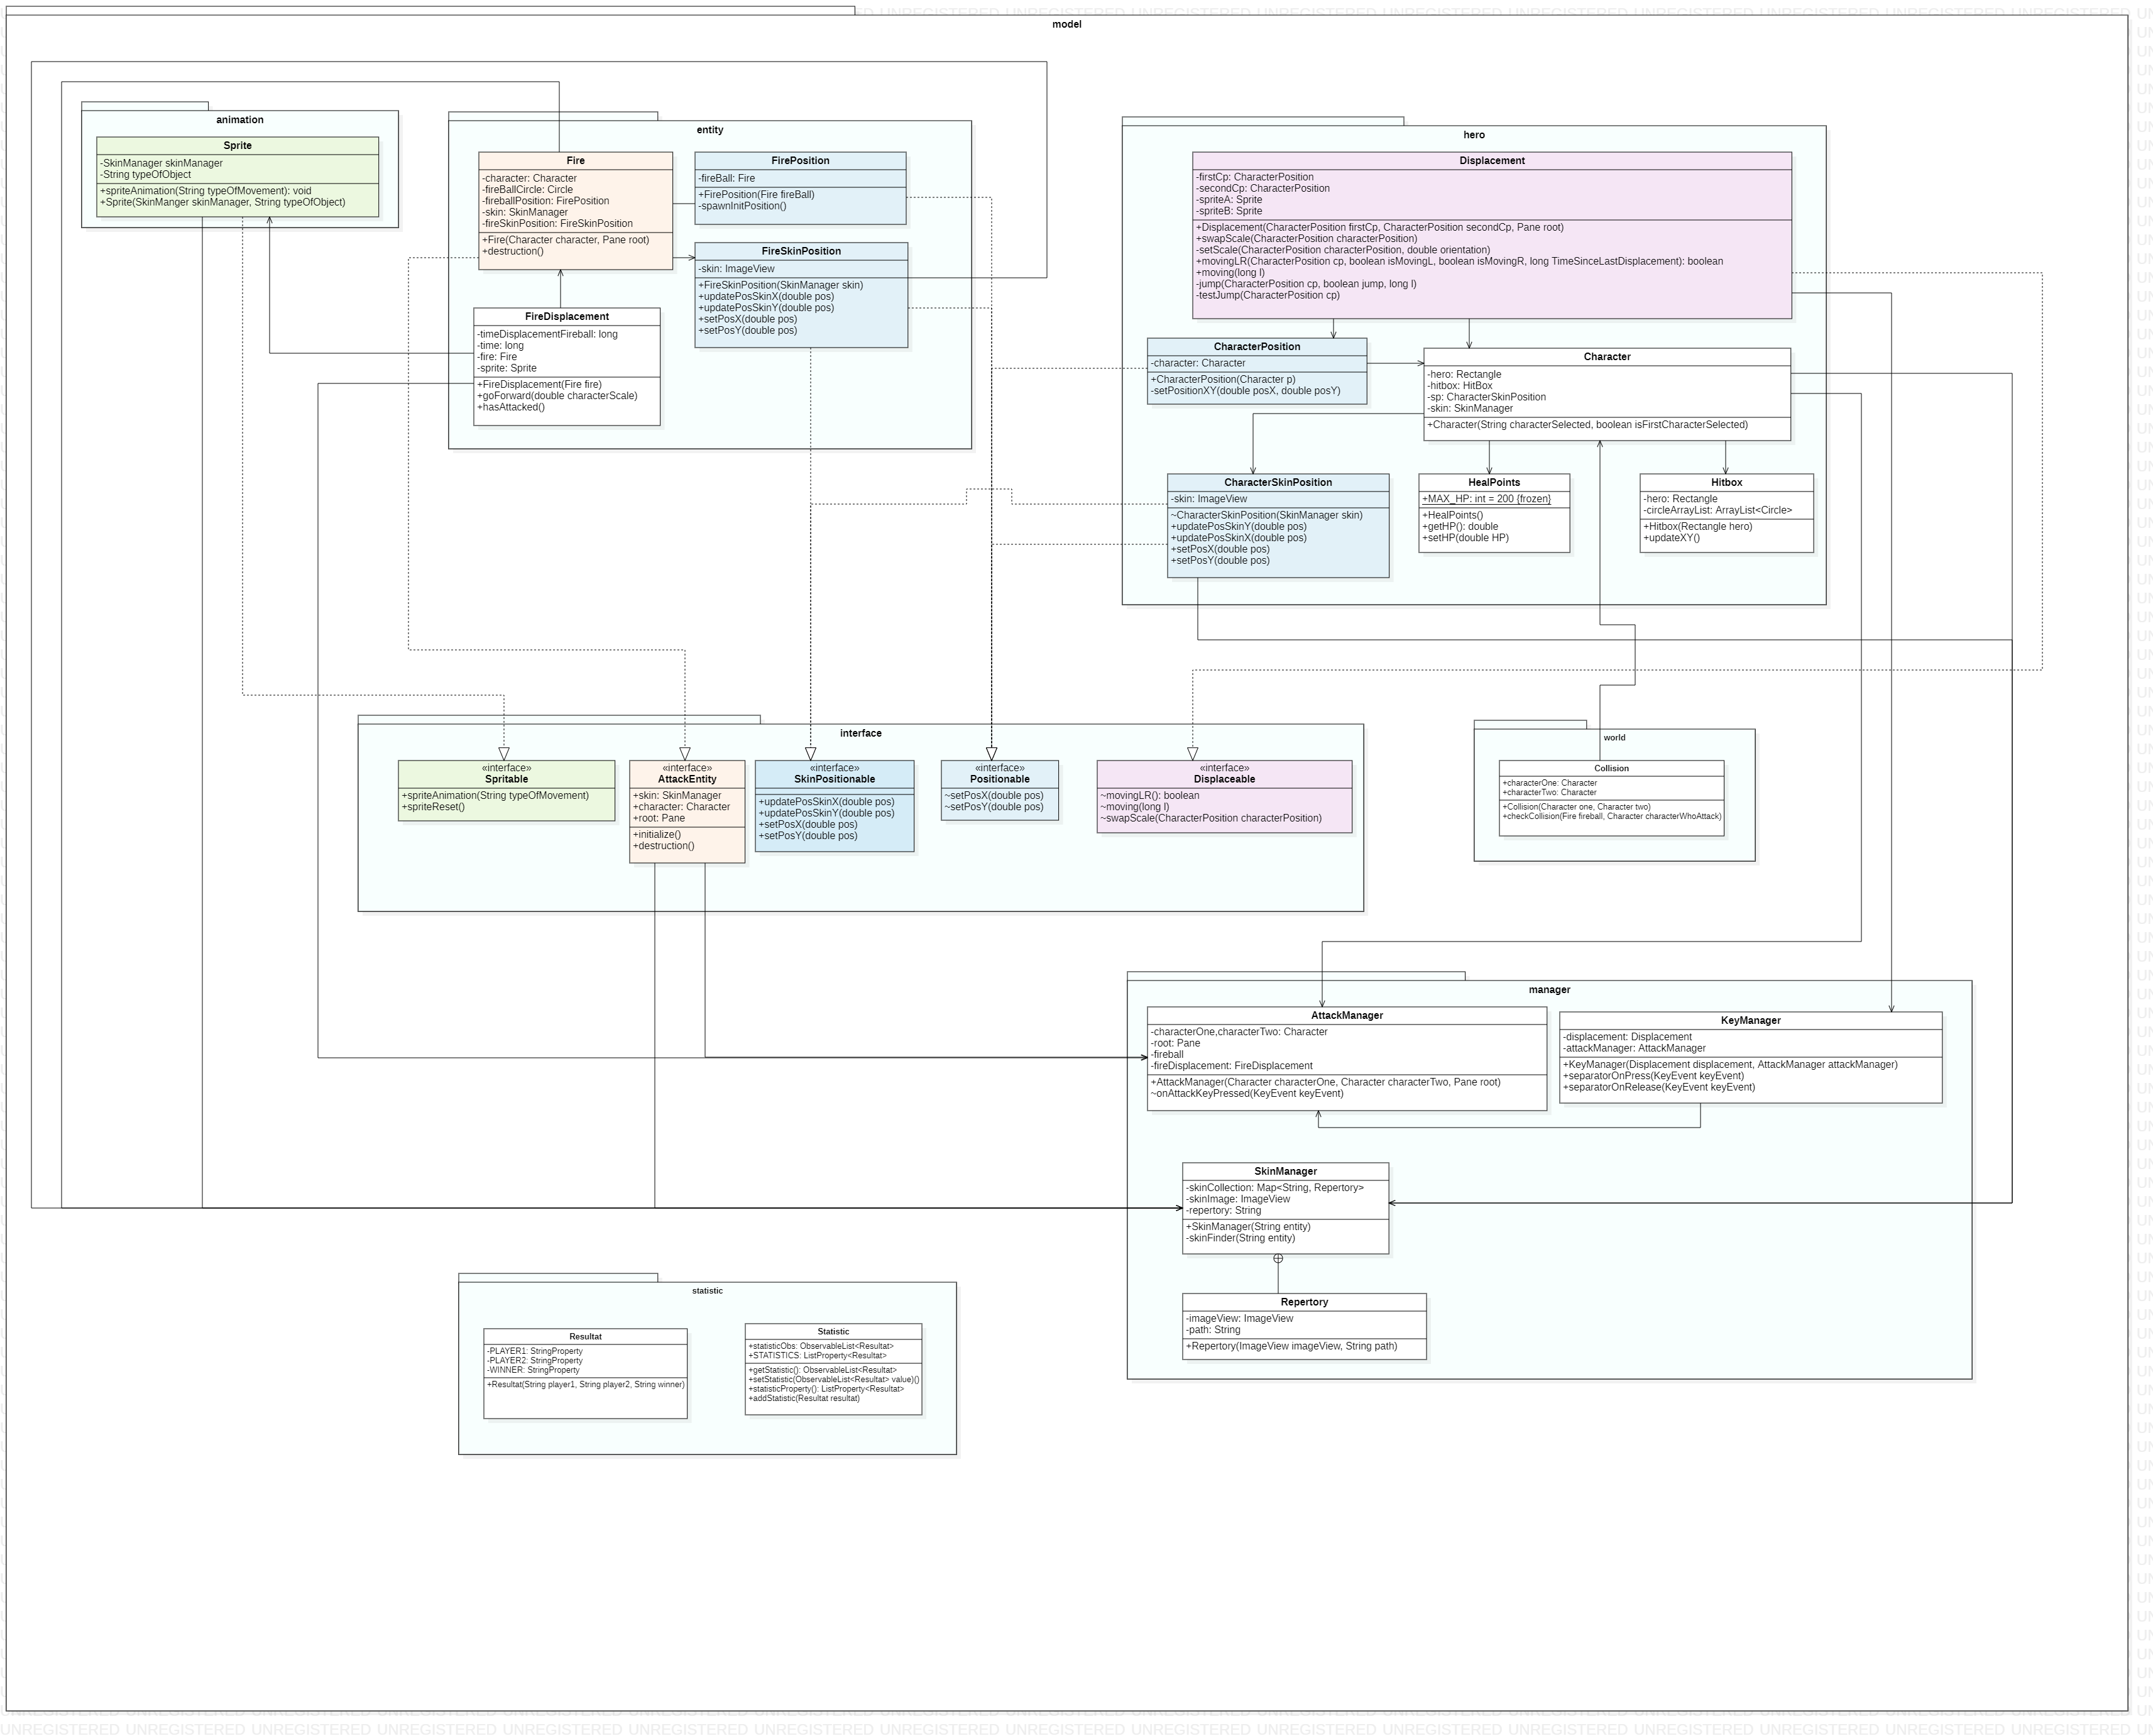 model
animation
Sprite
-SkinManager skinManager
-String typeOfObject
+spriteAnimation(String typeOfMovement): void
+Sprite(SkinManger skinManager, String typeOfObject)
entity
Fire
-character: Character
-fireBallCircle: Circle
-fireballPosition: FirePosition
-skin: SkinManager
-fireSkinPosition: FireSkinPosition
+Fire(Character character, Pane root)
+destruction()
FirePosition
-fireBall: Fire
+FirePosition(Fire fireBall)
-spawnInitPosition()
FireSkinPosition
-skin: ImageView
+FireSkinPosition(SkinManager skin)
+updatePosSkinX(double pos)
+updatePosSkinY(double pos)
+setPosX(double pos)
+setPosY(double pos)
FireDisplacement
-timeDisplacementFireball: long
-time: long
-fire: Fire
-sprite: Sprite
+FireDisplacement(Fire fire)
+goForward(double characterScale)
+hasAttacked()
hero
Displacement
-firstCp: CharacterPosition
-secondCp: CharacterPosition
-spriteA: Sprite
-spriteB: Sprite
+Displacement(CharacterPosition firstCp, CharacterPosition secondCp, Pane root)
+swapScale(CharacterPosition characterPosition)
-setScale(CharacterPosition characterPosition, double orientation)
+movingLR(CharacterPosition cp, boolean isMovingL, boolean isMovingR, long TimeSinceLastDisplacement): boolean
+moving(long l)
-jump(CharacterPosition cp, boolean jump, long l)
-testJump(CharacterPosition cp)
CharacterPosition
-character: Character
+CharacterPosition(Character p)
-setPositionXY(double posX, double posY)
Character
-hero: Rectangle
-hitbox: HitBox
-sp: CharacterSkinPosition
-skin: SkinManager
+Character(String characterSelected, boolean isFirstCharacterSelected)
CharacterSkinPosition
-skin: ImageView
~CharacterSkinPosition(SkinManager skin)
+updatePosSkinY(double pos)
+updatePosSkinX(double pos)
+setPosX(double pos)
+setPosY(double pos)
HealPoints
+MAX_HP: int = 200 {frozen}
+HealPoints()
+getHP(): double
+setHP(double HP)
Hitbox
-hero: Rectangle
-circleArrayList: ArrayList<Circle>
+Hitbox(Rectangle hero)
+updateXY()
interface
«interface»
Spritable
+spriteAnimation(String typeOfMovement)
+spriteReset()
«interface»
AttackEntity
+skin: SkinManager
+character: Character
+root: Pane
+initialize()
+destruction()
«interface»
SkinPositionable
+updatePosSkinX(double pos)
+updatePosSkinY(double pos)
+setPosX(double pos)
+setPosY(double pos)
«interface»
Positionable
~setPosX(double pos)
~setPosY(double pos)
«interface»
Displaceable
~movingLR(): boolean
~moving(long l)
~swapScale(CharacterPosition characterPosition)
world
Collision
+characterOne: Character
+characterTwo: Character
+Collision(Character one, Character two)
+checkCollision(Fire fireball, Character characterWhoAttack)
manager
AttackManager
-characterOne,characterTwo: Character
-root: Pane
-fireball
-fireDisplacement: FireDisplacement
+AttackManager(Character characterOne, Character characterTwo, Pane root)
~onAttackKeyPressed(KeyEvent keyEvent)
KeyManager
-displacement: Displacement
-attackManager: AttackManager
+KeyManager(Displacement displacement, AttackManager attackManager)
+separatorOnPress(KeyEvent keyEvent)
+separatorOnRelease(KeyEvent keyEvent)
SkinManager
-skinCollection: Map<String, Repertory>
-skinImage: ImageView
-repertory: String
+SkinManager(String entity)
-skinFinder(String entity)
Repertory
-imageView: ImageView
-path: String
+Repertory(ImageView imageView, String path)
statistic
Resultat
-PLAYER1: StringProperty
-PLAYER2: StringProperty
-WINNER: StringProperty
+Resultat(String player1, String player2, String winner)
Statistic
+statisticObs: ObservableList<Resultat>
+STATISTICS: ListProperty<Resultat>
+getStatistic(): ObservableList<Resultat>
+setStatistic(ObservableList<Resultat> value)()
+statisticProperty(): ListProperty<Resultat>
+addStatistic(Resultat resultat)
UNREGISTERED UNREGISTERED UNREGISTERED UNREGISTERED UNREGISTERED UNREGISTERED UNREGISTERED UNREGISTERED UNREGISTERED UNREGISTERED UNREGISTERED UNREGISTERED UNREGISTERED UNREGISTERED UNREGISTERED UNREGISTERED UNREGISTERED UN